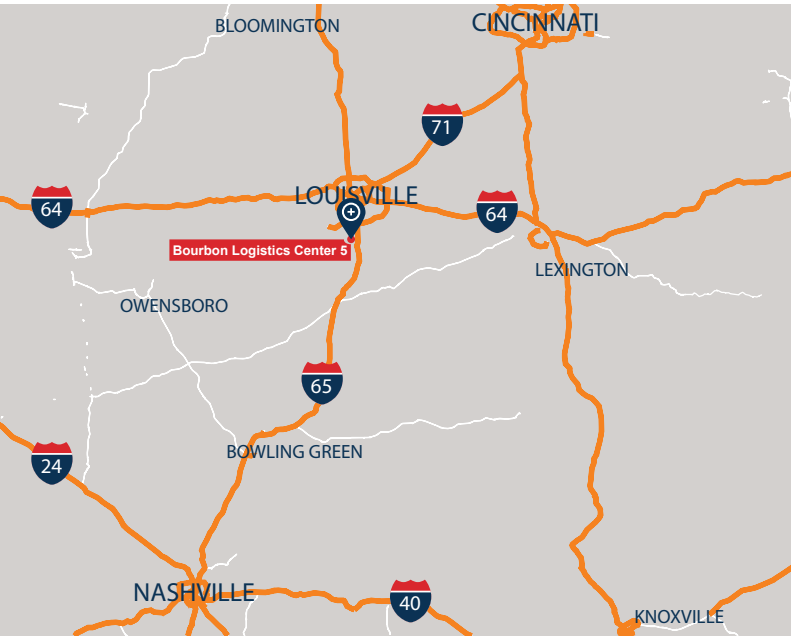 BLOOMINGTON
CINCINNATI
71
64
LOUISVILLE
64
Bourbon Logistics Center 5
LEXINGTON
OWENSBORO
65
BOWLING GREEN
24
NASHVILLE
40
KNOXVILLE